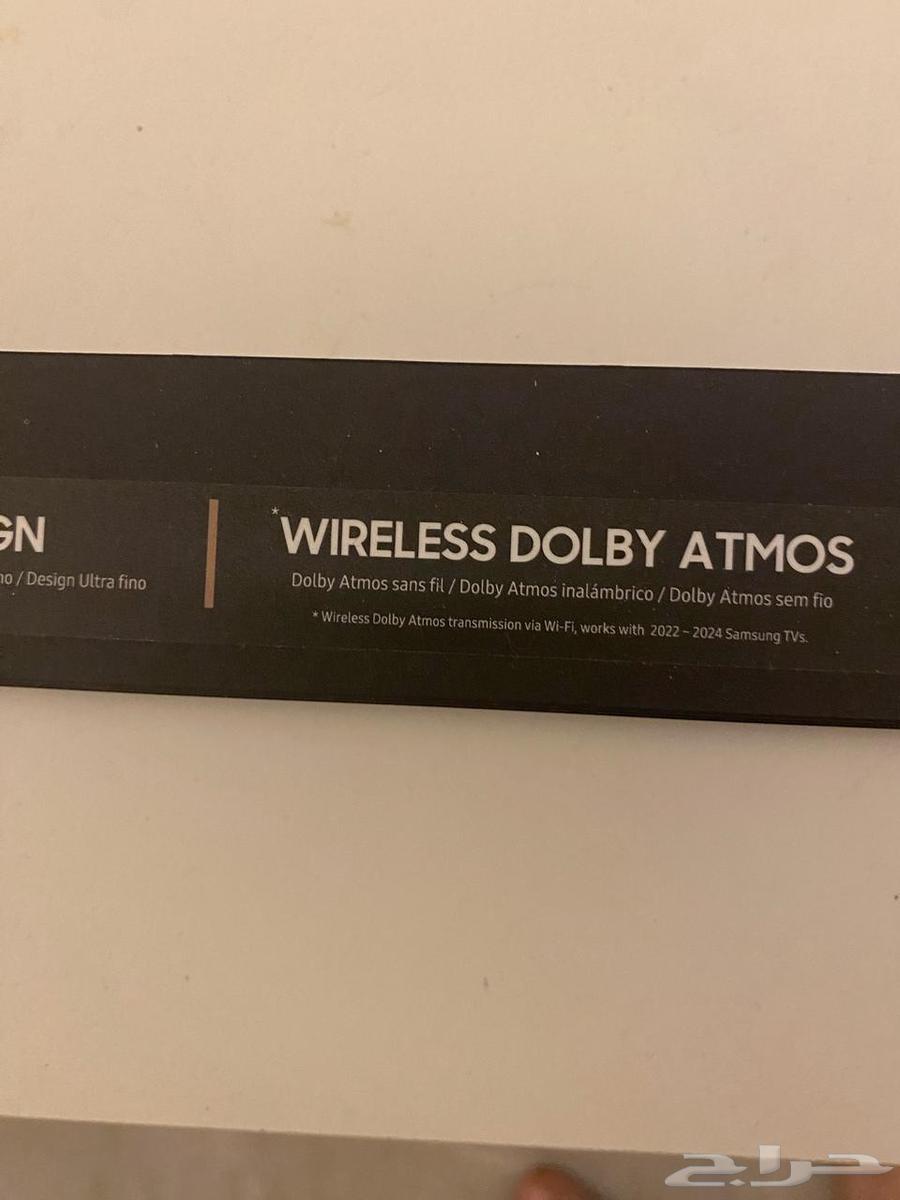 GN
*WIRELESS DOLBY ATMOS
no / Design Ultra fino
Dolby Atmos sans fil / Dolby Atmos inalámbrico / Dolby Atmos sem fio
* Wireless Dolby Atmos transmission via Wi-Fi, works with 2022 ~ 2024 Samsung TVs.
حراج